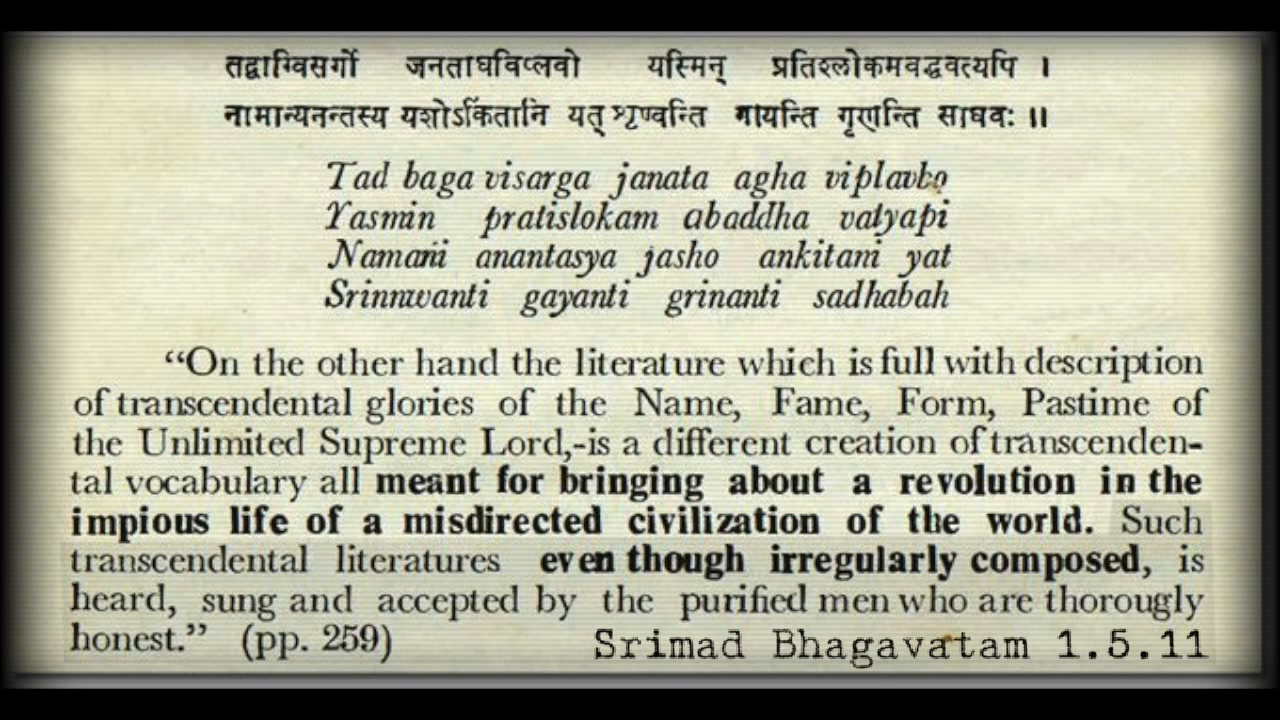 तद्वाग्विसर्गो जनताघविप्लवो यस्मिन् प्रतिश्लोकमवद्धवत्यपि ।
नामान्यनन्तस्य यशोऽङ्कितानि यत् शृण्वन्ति गायन्ति गृणन्ति साधवः ॥
Tad baga visarga janata agha viplavbo
Yasmin pratislokam abaddha vatyapi
Namani anantasya jasho ankitani yat
Srinnwanti gayanti grinanti sadhabah
“On the other hand the literature which is full with description
of transcendental glories of the Name, Fame, Form, Pastime of
the Unlimited Supreme Lord,-is a different creation of transcenden-
tal vocabulary all meant for bringing about a revolution in the
impious life of a misdirected civilization of the world. Such
transcendental literatures even though irregularly composed, is
heard, sung and accepted by the purified men who are thorougly
honest.” (pp. 259) Srimad Bhagavatam 1.5.11